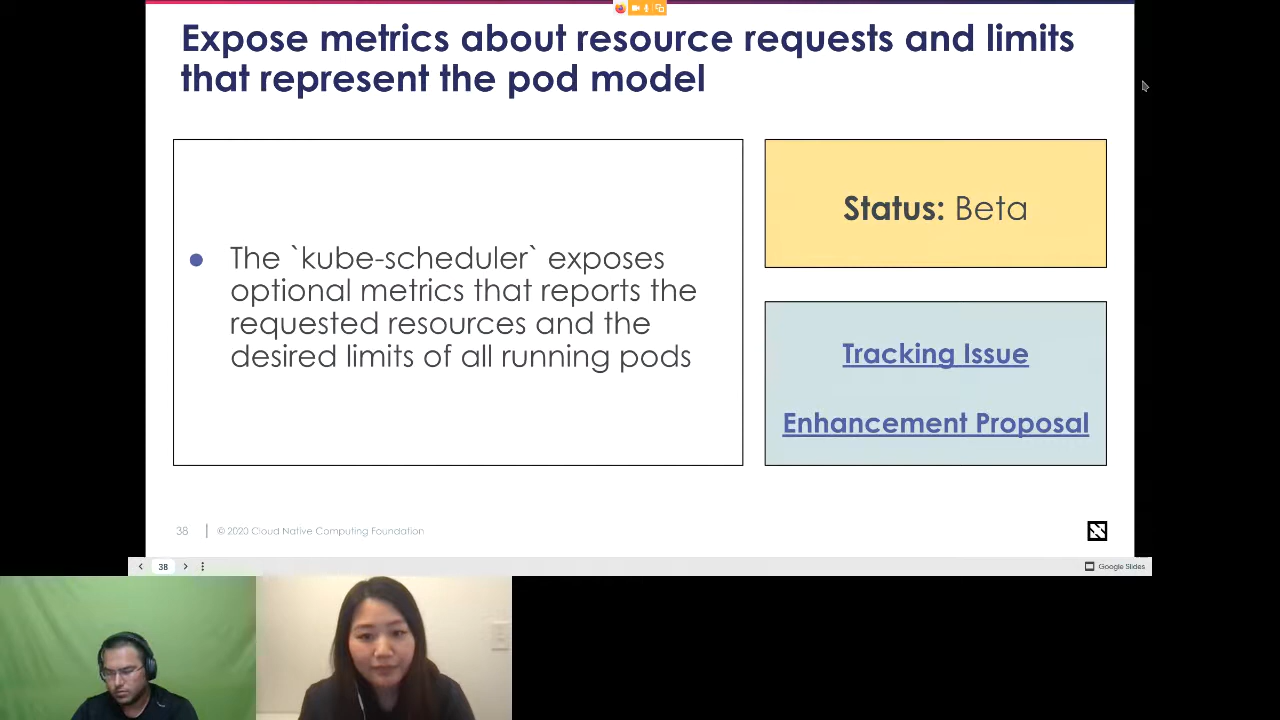 Expose metrics about resource requests and limits
that represent the pod model
● The `kube-scheduler` exposes
optional metrics that reports the
requested resources and the
desired limits of all running pods
Status: Beta
Tracking Issue
Enhancement Proposal
38 | © 2020 Cloud Native Computing Foundation
38
Google Slides